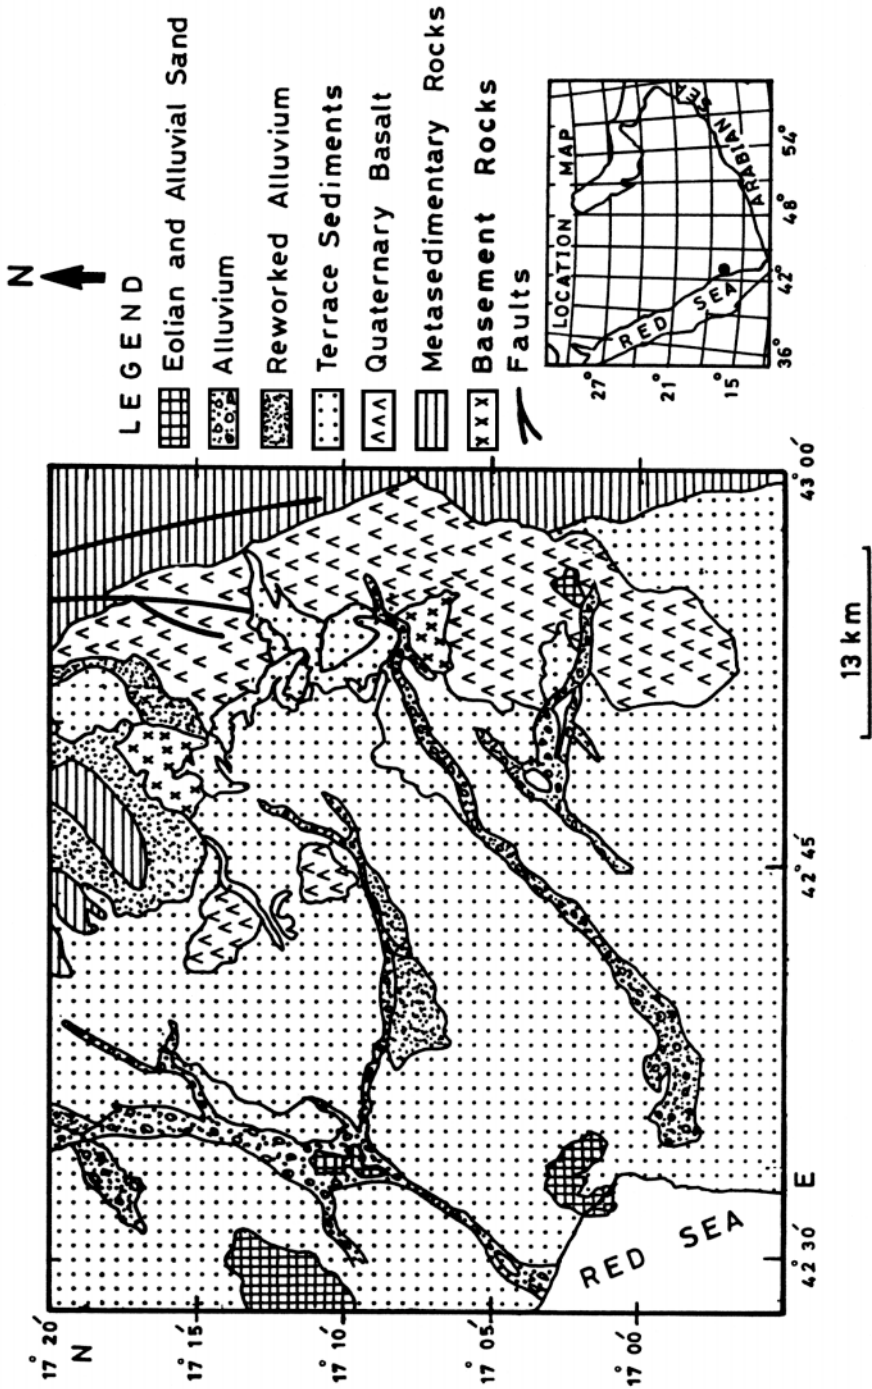 N
LEGEND
Eolian and Alluvial Sand
Alluvium
Reworked Alluvium
Terrace Sediments
Quaternary Basalt
Metasedimentary Rocks
Basement Rocks
Faults
LOCATION MAP
27°
21°
15°
36°
42°
48°
54°
RED SEA
ARABIAN SEA
17° 20′
N
17° 15′
17° 10′
17° 05′
17° 00′
42° 30′
E
42° 45′
43° 00′
RED SEA
13 km